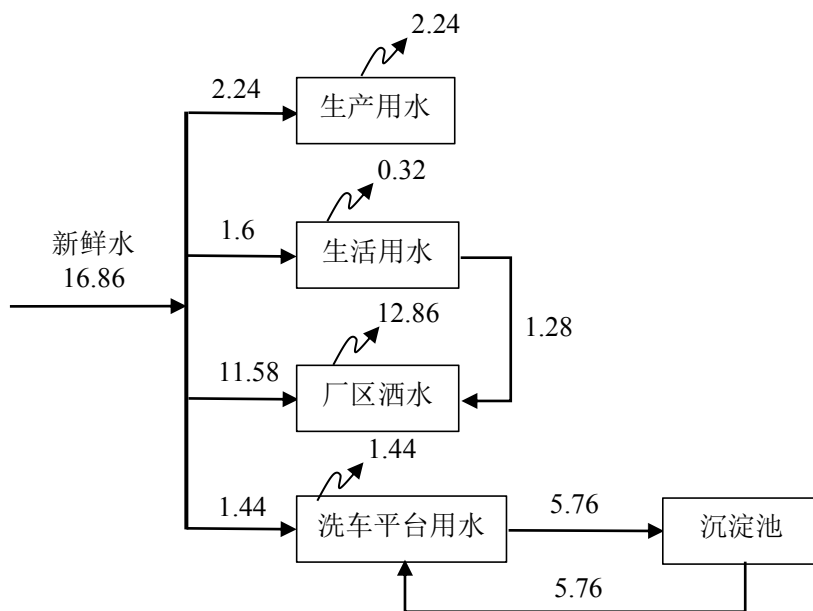 2.24
2.24
生产用水
0.32
1.6
生活用水
新鲜水
16.86
12.86
1.28
11.58
厂区洒水
1.44
1.44
洗车平台用水
5.76
沉淀池
5.76